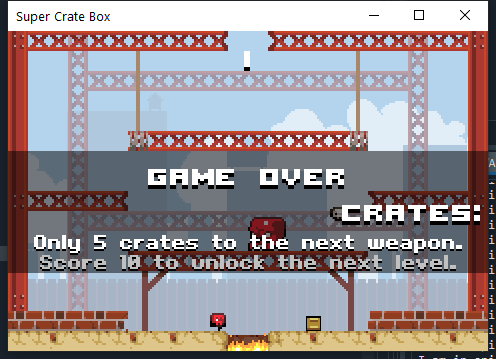 Super Crate Box
GAME OVER
CRATES:
Only 5 crates to the next weapon.
Score 10 to unlock the next level.